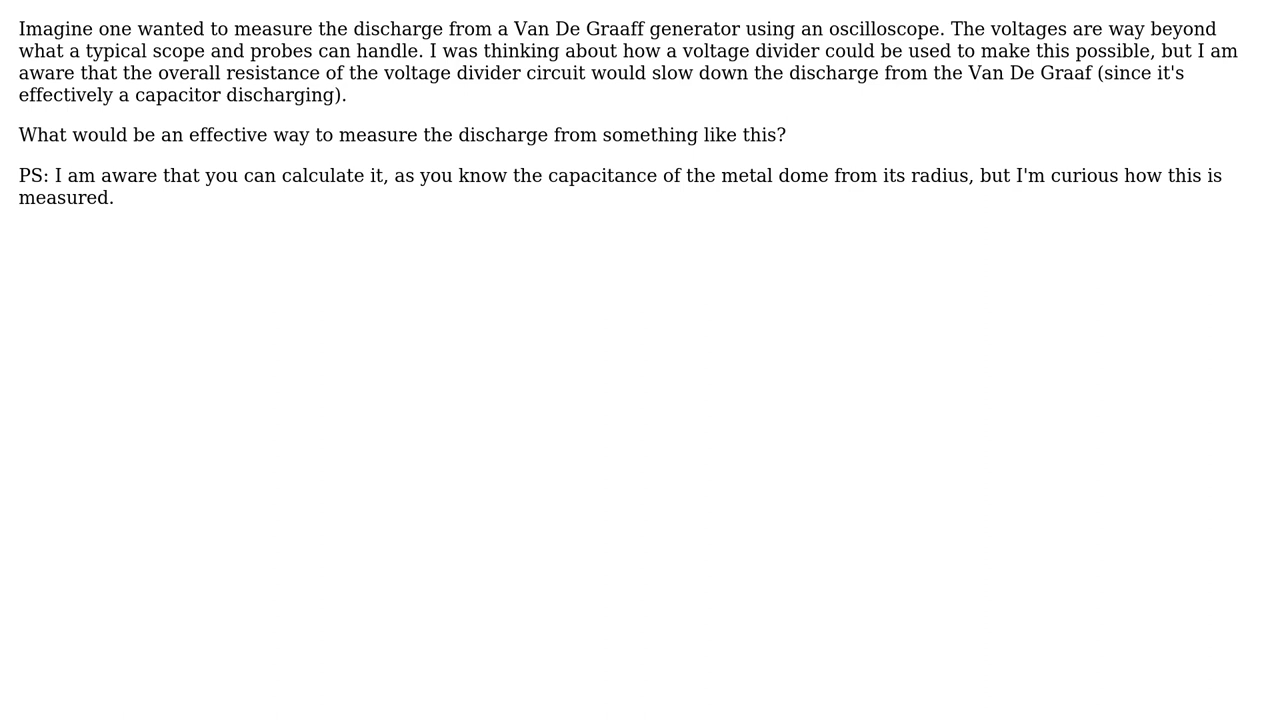 Imagine one wanted to measure the discharge from a Van De Graaff generator using an oscilloscope. The voltages are way beyond
what a typical scope and probes can handle. I was thinking about how a voltage divider could be used to make this possible, but I am
aware that the overall resistance of the voltage divider circuit would slow down the discharge from the Van De Graaf (since it's
effectively a capacitor discharging).
What would be an effective way to measure the discharge from something like this?
PS: I am aware that you can calculate it, as you know the capacitance of the metal dome from its radius, but I'm curious how this is
measured.